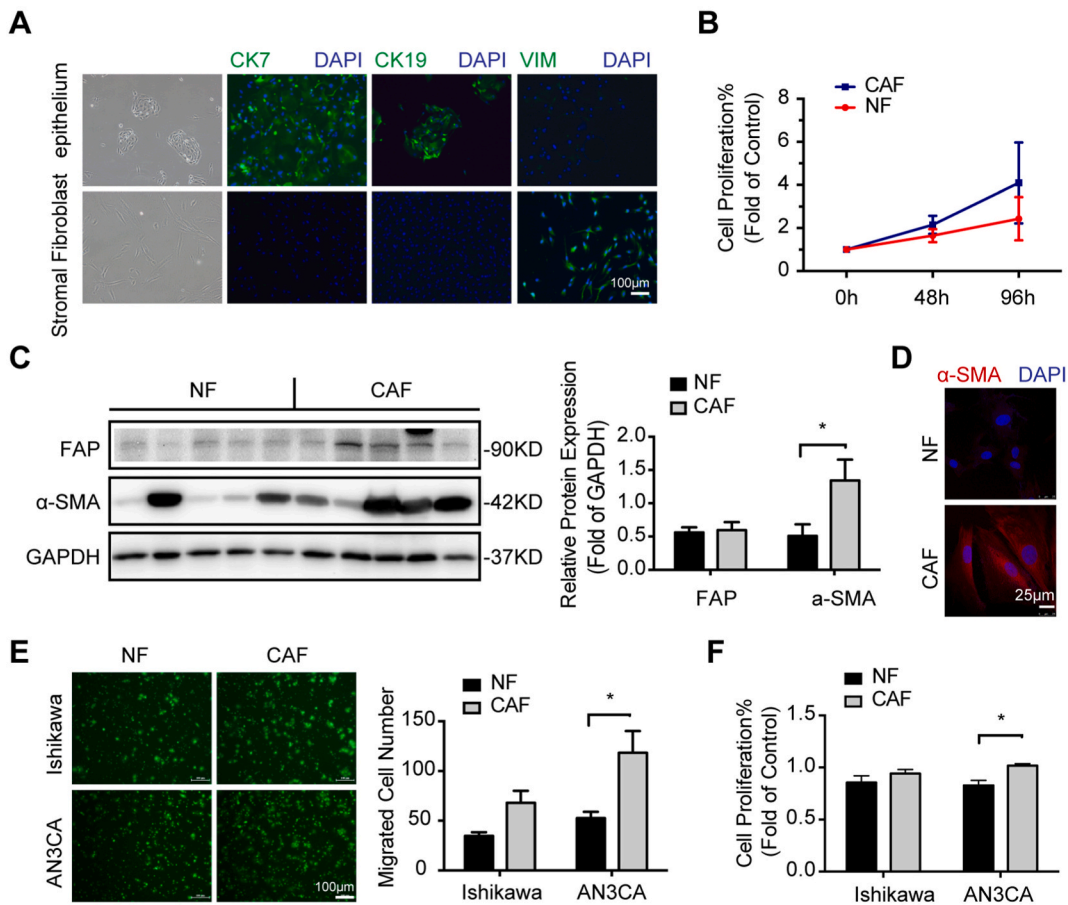 A
CK7 DAPI CK19 DAPI VIM DAPI
epithelium
Stromal Fibroblast
100μm
B
CAF
NF
Cell Proliferation%
(Fold of Control)
8
6
4
2
0
0h 48h 96h
C
NF CAF
FAP -90KD
α-SMA -42KD
GAPDH -37KD
NF
CAF
Relative Protein Expression
(Fold of GAPDH)
2.0
1.5
1.0
0.5
0.0
*
FAP a-SMA
D
α-SMA DAPI
NF
CAF
25μm
E
NF CAF
Ishikawa
AN3CA
100μm
NF
CAF
Migrated Cell Number
150
100
50
0
*
Ishikawa AN3CA
F
NF
CAF
Cell Proliferation%
(Fold of Control)
1.5
1.0
0.5
0.0
*
Ishikawa AN3CA